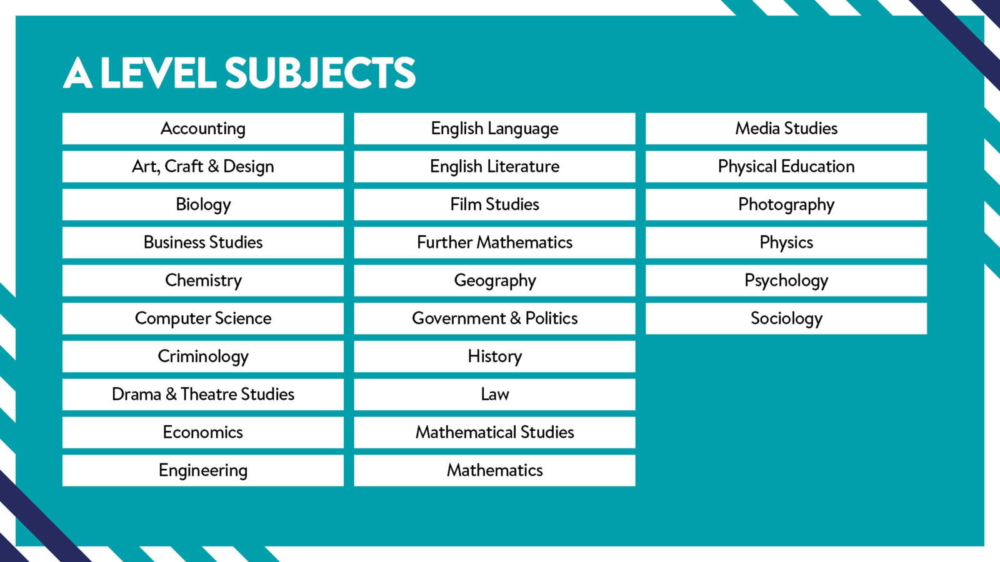 A LEVEL SUBJECTS
Accounting
Art, Craft & Design
Biology
Business Studies
Chemistry
Computer Science
Criminology
Drama & Theatre Studies
Economics
Engineering
English Language
English Literature
Film Studies
Further Mathematics
Geography
Government & Politics
History
Law
Mathematical Studies
Mathematics
Media Studies
Physical Education
Photography
Physics
Psychology
Sociology